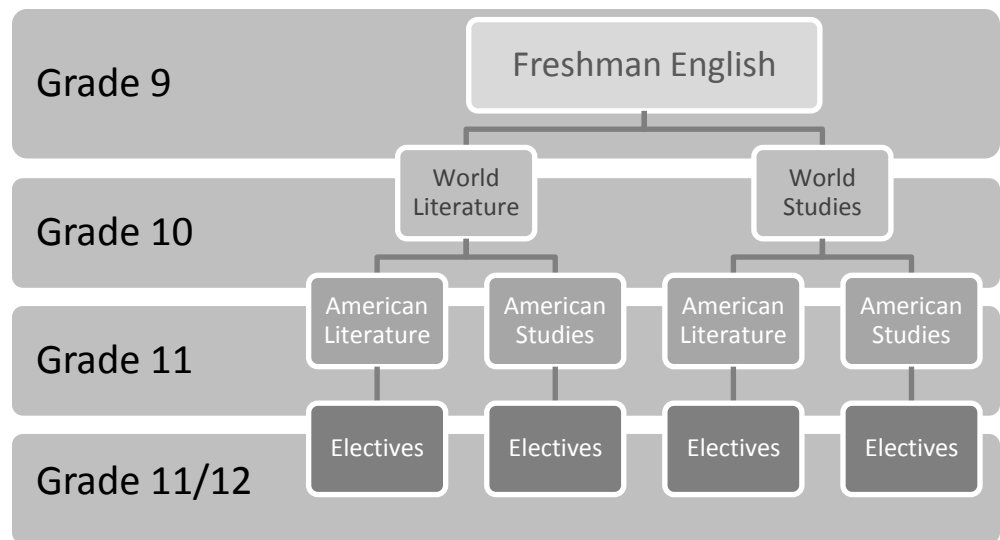 Grade 9
Freshman English
Grade 10
World
Literature
World
Studies
Grade 11
American
Literature
American
Studies
American
Literature
American
Studies
Grade 11/12
Electives
Electives
Electives
Electives